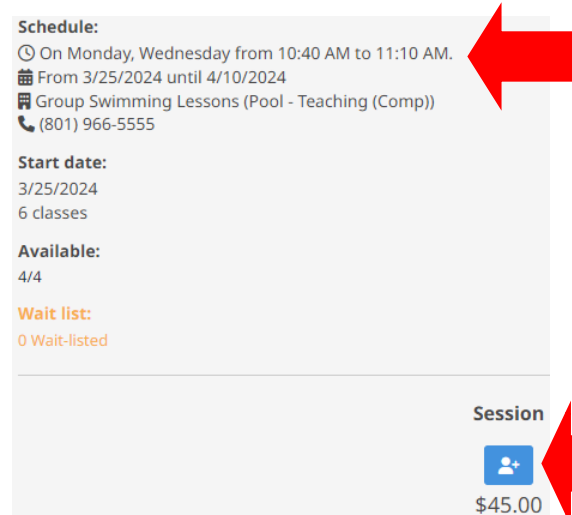 Schedule:
On Monday, Wednesday from 10:40 AM to 11:10 AM.
From 3/25/2024 until 4/10/2024
Group Swimming Lessons (Pool - Teaching (Comp))
(801) 966-5555
Start date:
3/25/2024
6 classes
Available:
4/4
Wait list:
0 Wait-listed
Session
$45.00